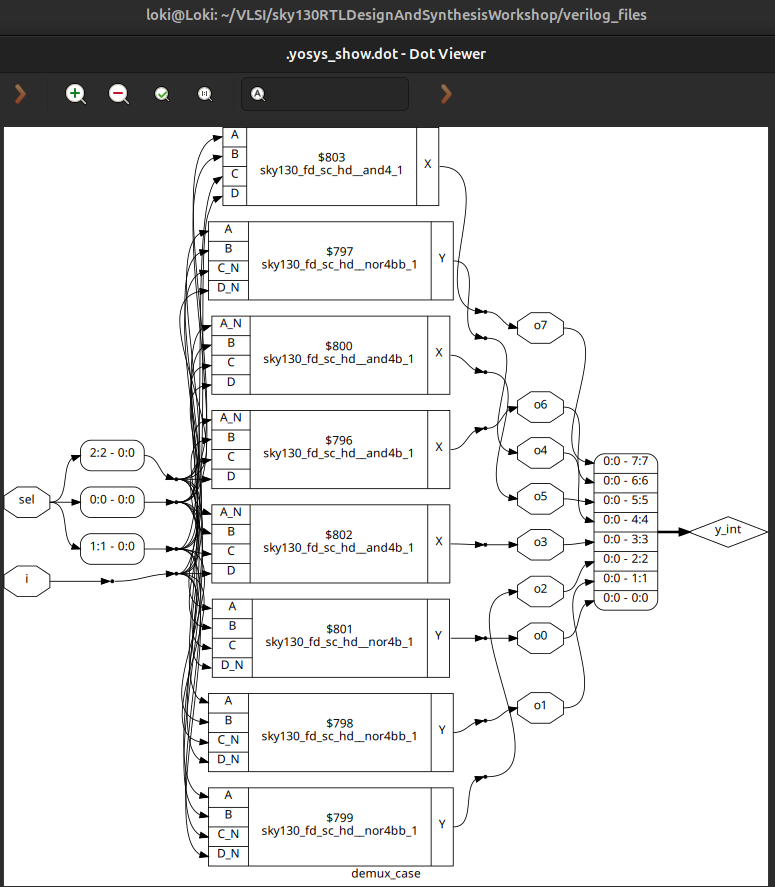 loki@Loki: ~/VLSI/sky130RTLDesignAndSynthesisWorkshop/verilog_files
.yosys_show.dot - Dot Viewer
1:1
A
sel
i
2:2 - 0:0
0:0 - 0:0
1:1 - 0:0
A
B
C
D
$803
sky130_fd_sc_hd__and4_1
X
A
B
C_N
D_N
$797
sky130_fd_sc_hd__nor4bb_1
Y
A_N
B
C
D
$800
sky130_fd_sc_hd__and4b_1
X
A_N
B
C
D
$796
sky130_fd_sc_hd__and4b_1
X
A_N
B
C
D
$802
sky130_fd_sc_hd__and4b_1
X
A
B
C
D_N
$801
sky130_fd_sc_hd__nor4b_1
Y
A
B
C_N
D_N
$798
sky130_fd_sc_hd__nor4bb_1
Y
A
B
C_N
D_N
$799
sky130_fd_sc_hd__nor4bb_1
Y
o7
o6
o4
o5
o3
o2
o0
o1
0:0 - 7:7
0:0 - 6:6
0:0 - 5:5
0:0 - 4:4
0:0 - 3:3
0:0 - 2:2
0:0 - 1:1
0:0 - 0:0
y_int
demux_case